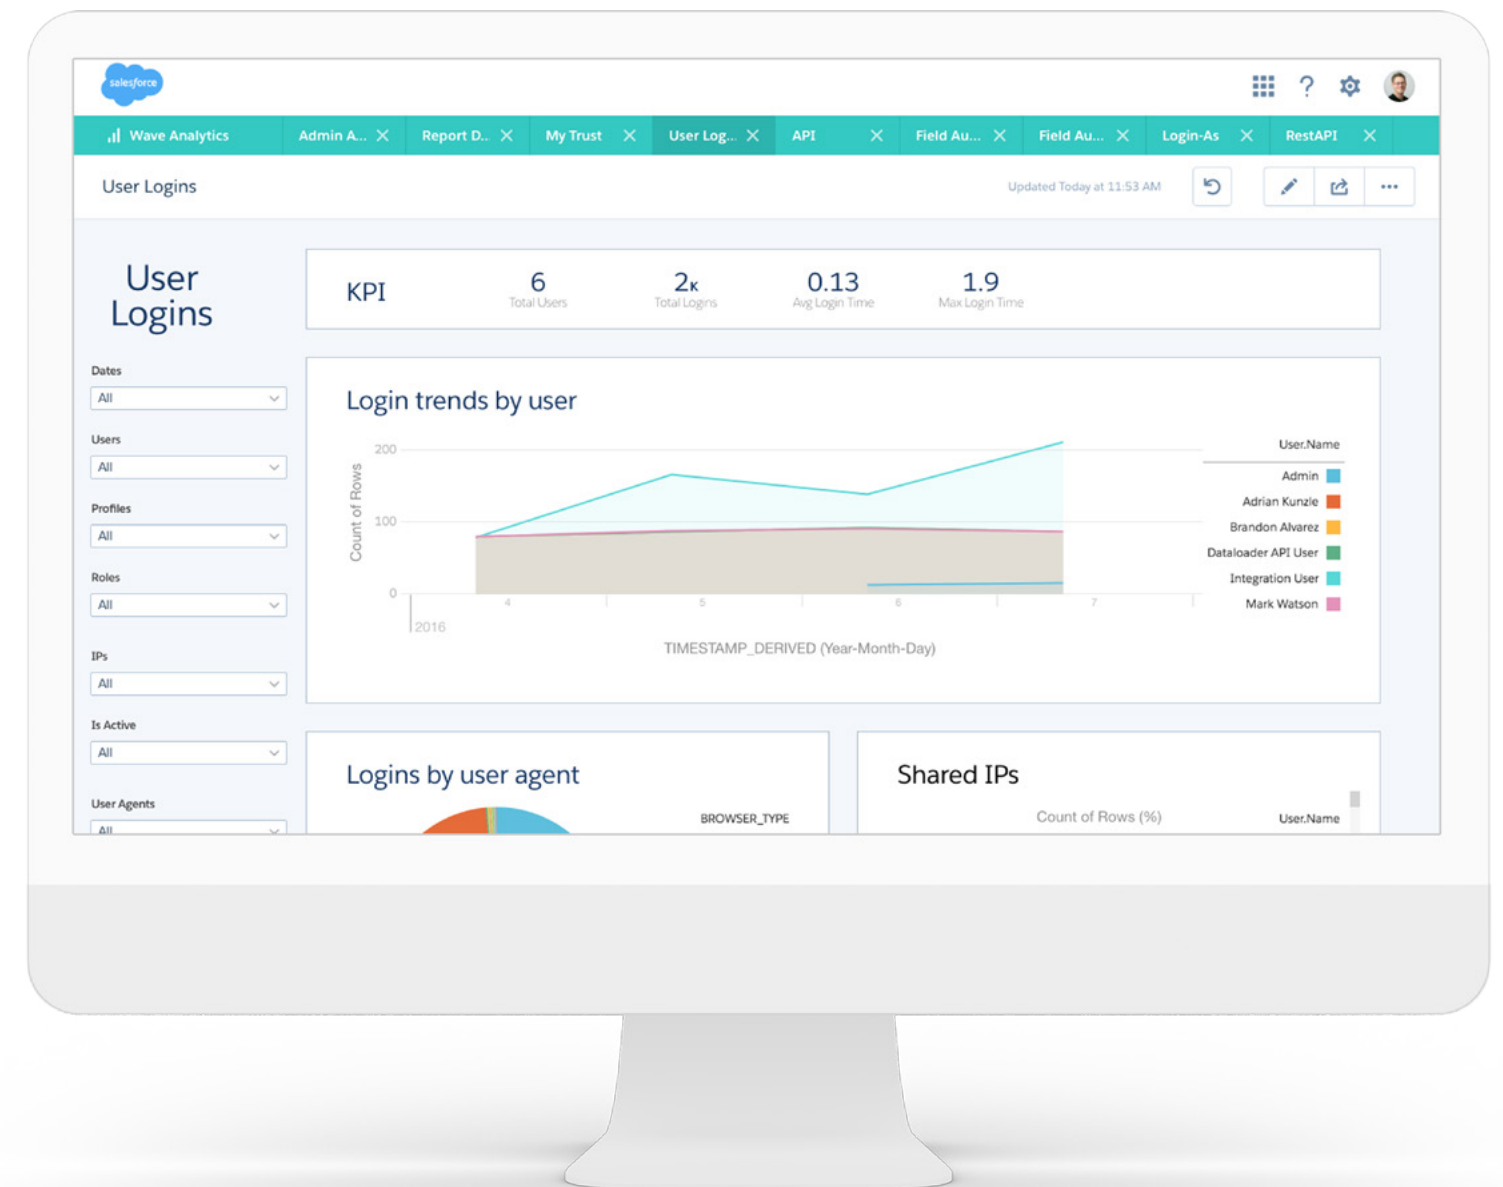 salesforce
Wave Analytics
Admin A...
Report D..
My Trust
User Log...
API
Field Au...
Field Au...
Login-As
RestAPI
User Logins
Updated Today at 11:53 AM
User
Logins
KPI
6
Total Users
2K
Total Logins
0.13
Avg Login Time
1.9
Max Login Time
Dates
All
Users
All
Profiles
All
Roles
All
IPs
All
Is Active
All
User Agents
All
Login trends by user
Count of Rows
200
100
0
4
5
6
7
2016
TIMESTAMP_DERIVED (Year-Month-Day)
User.Name
Admin
Adrian Kunzle
Brandon Alvarez
Dataloader API User
Integration User
Mark Watson
Logins by user agent
BROWSER_TYPE
Shared IPs
Count of Rows (%)
User.Name